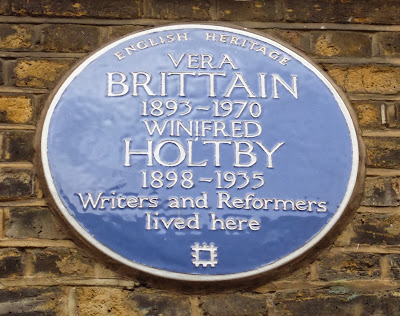 ENGLISH HERITAGE
VERA
BRITTAIN
1893–1970
WINIFRED
HOLTBY
1898–1935
Writers and Reformers
lived here